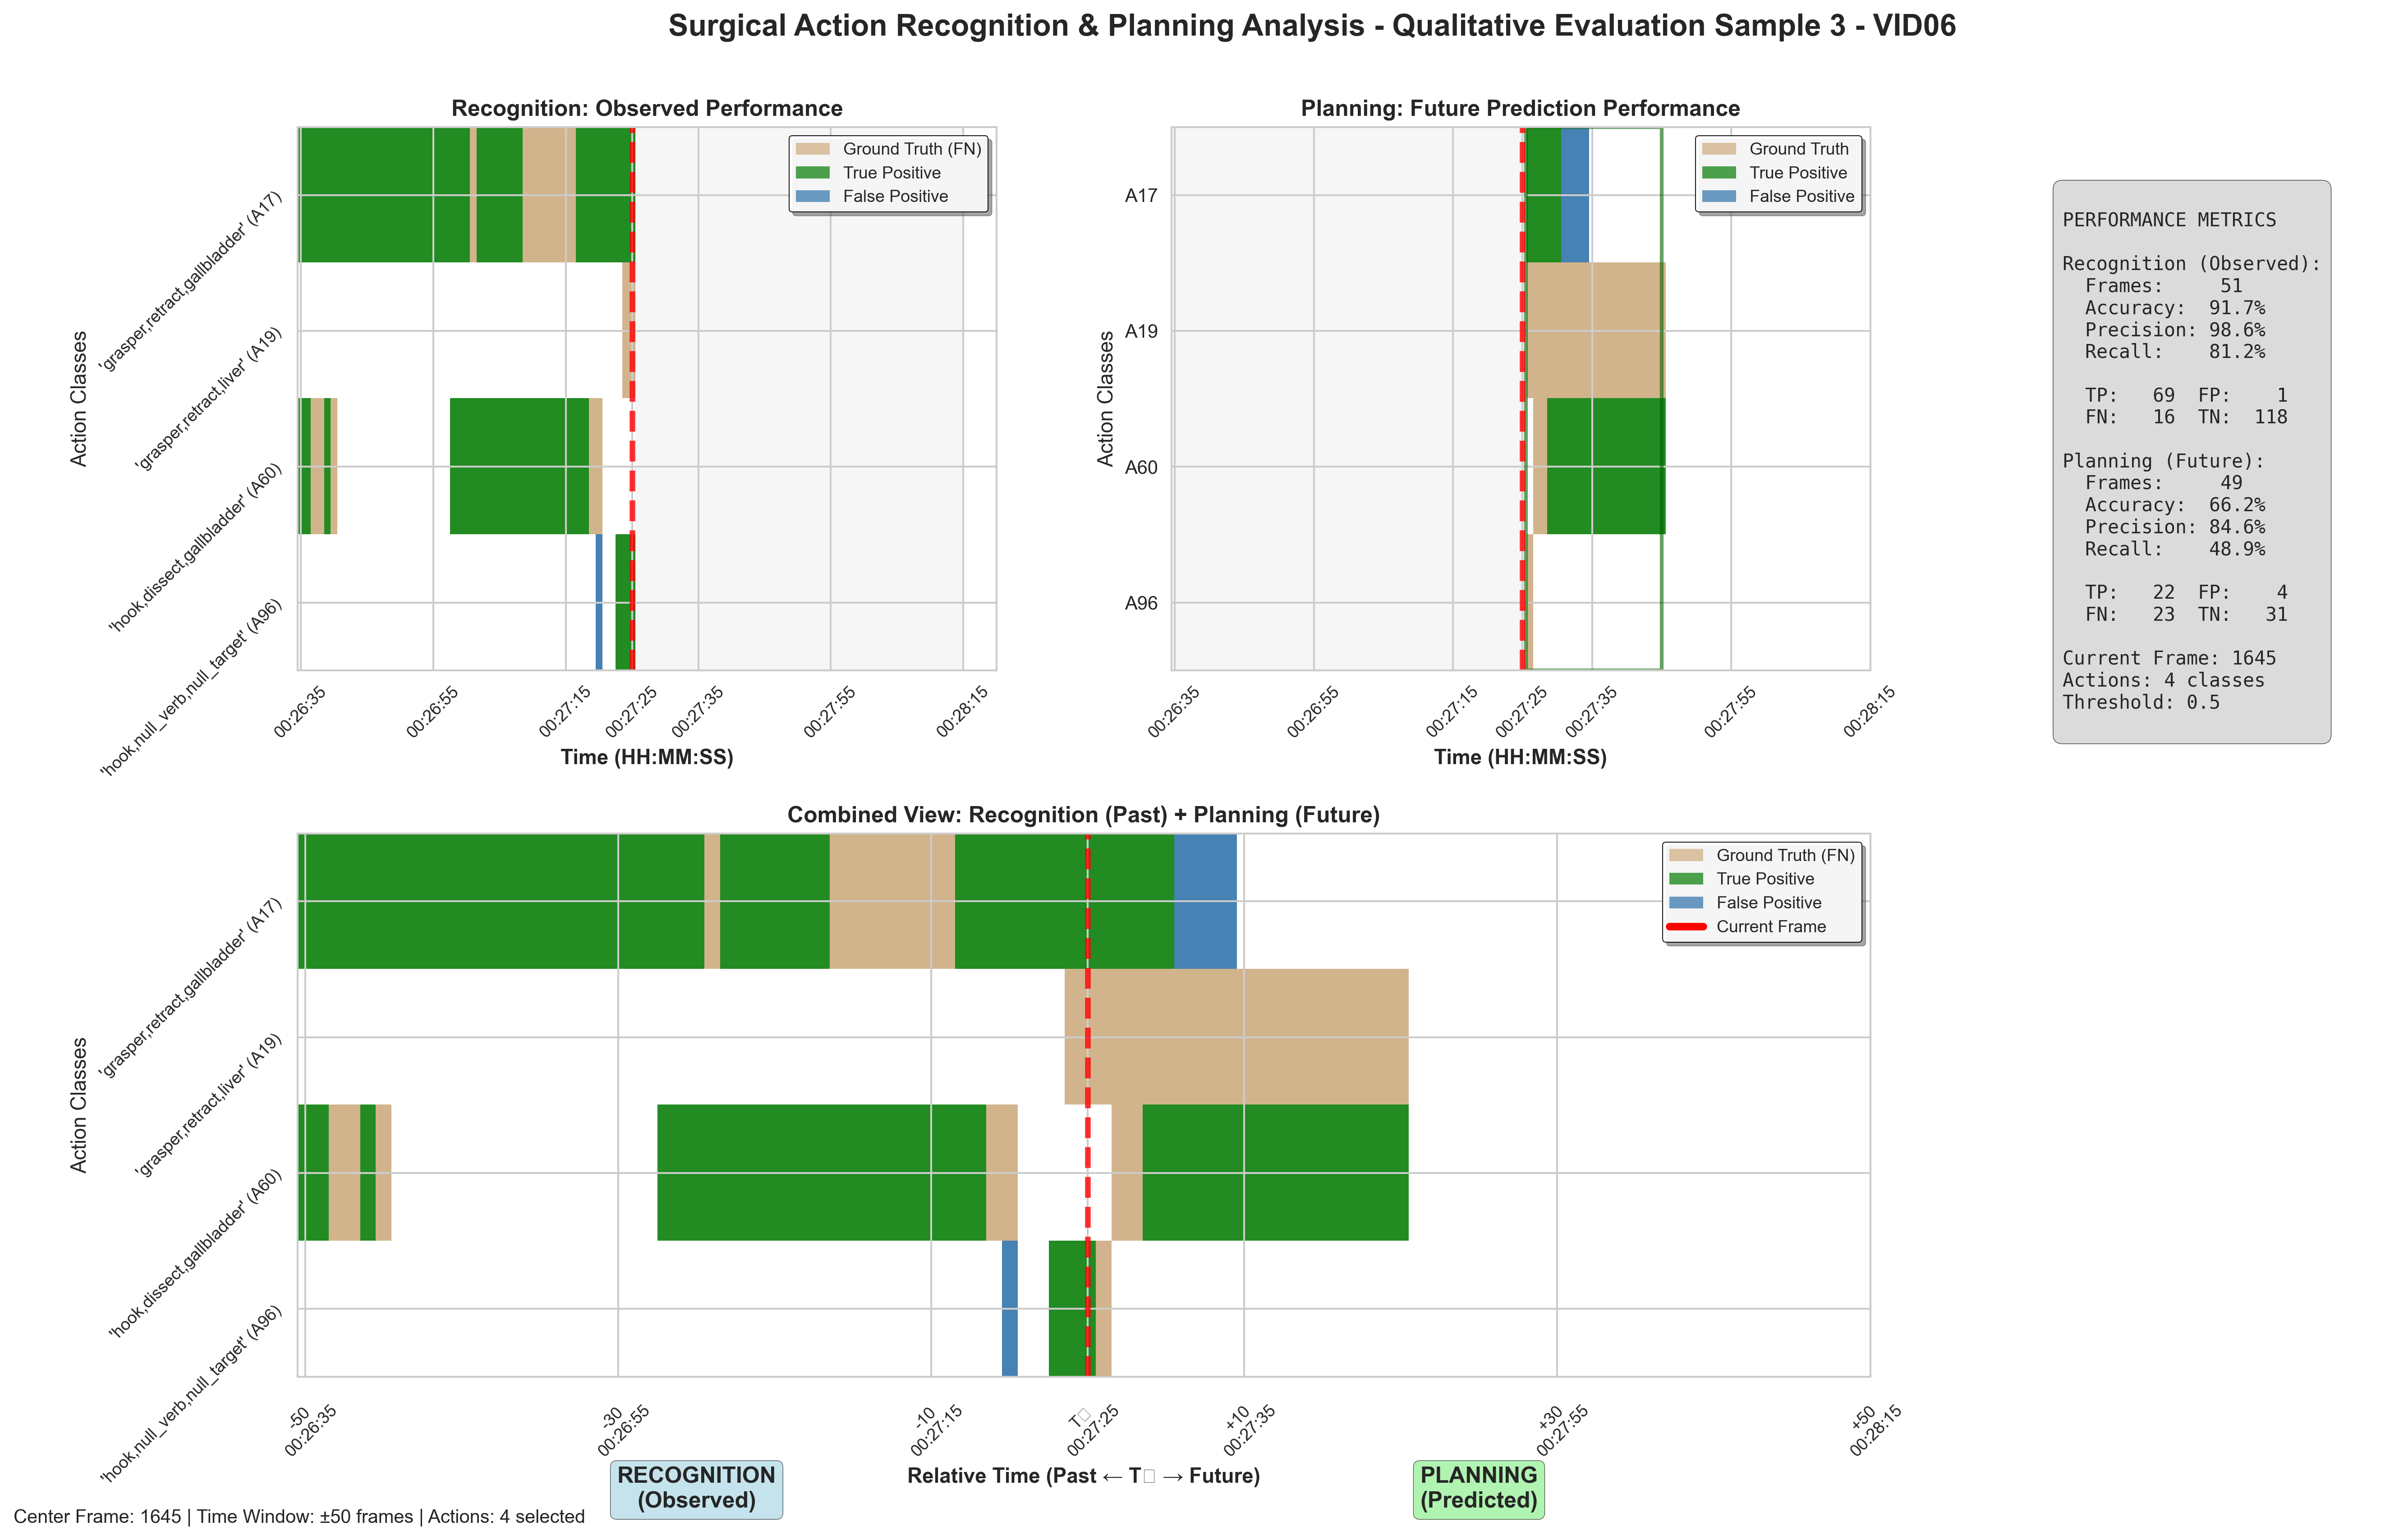 Surgical Action Recognition & Planning Analysis - Qualitative Evaluation Sample 3 - VID06
Recognition: Observed Performance
Ground Truth (FN)
True Positive
False Positive
Action Classes
'grasper,retract,gallbladder' (A17)
'grasper,retract,liver' (A19)
'hook,dissect,gallbladder' (A60)
'hook,null_verb,null_target' (A96)
00:26:35
00:26:55
00:27:15
00:27:25
00:27:35
00:27:55
00:28:15
Time (HH:MM:SS)
Planning: Future Prediction Performance
Ground Truth
True Positive
False Positive
Action Classes
A17
A19
A60
A96
00:26:35
00:26:55
00:27:15
00:27:25
00:27:35
00:27:55
00:28:15
Time (HH:MM:SS)
PERFORMANCE METRICS
Recognition (Observed):
Frames: 51
Accuracy: 91.7%
Precision: 98.6%
Recall: 81.2%
TP: 69 FP: 1
FN: 16 TN: 118
Planning (Future):
Frames: 49
Accuracy: 66.2%
Precision: 84.6%
Recall: 48.9%
TP: 22 FP: 4
FN: 23 TN: 31
Current Frame: 1645
Actions: 4 classes
Threshold: 0.5
Combined View: Recognition (Past) + Planning (Future)
Ground Truth (FN)
True Positive
False Positive
Current Frame
Action Classes
'grasper,retract,gallbladder' (A17)
'grasper,retract,liver' (A19)
'hook,dissect,gallbladder' (A60)
'hook,null_verb,null_target' (A96)
-50
00:26:35
-30
00:26:55
-10
00:27:15
T□
00:27:25
+10
00:27:35
+30
00:27:55
+50
00:28:15
Relative Time (Past ← T□ → Future)
RECOGNITION
(Observed)
PLANNING
(Predicted)
Center Frame: 1645 | Time Window: ±50 frames | Actions: 4 selected